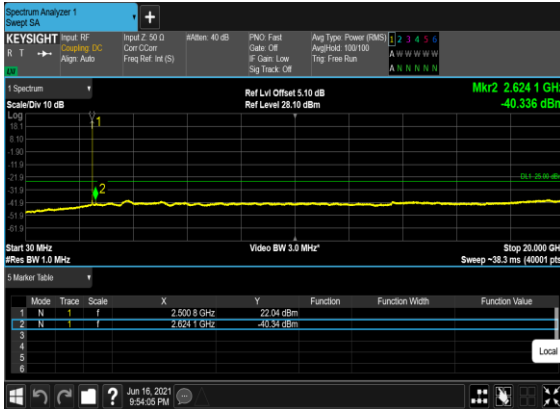 Spectrum Analyzer 1
Swept SA
+
KEYSIGHT
R T
Input: RF
Coupling: DC
Align: Auto
Input Z: 50 Ω
Corr CCorr
Freq Ref: Int (S)
#Atten: 40 dB
PNO: Fast
Gate: Off
IF Gain: Low
Sig Track: Off
Avg Type: Power (RMS)
Avg|Hold: 100/100
Trig: Free Run
1 2 3 4 5 6
A W W W W W
A N N N N N
1 Spectrum
Scale/Div 10 dB
Ref Lvl Offset 5.10 dB
Ref Level 28.10 dBm
Mkr2 2.624 1 GHz
-40.336 dBm
Log
18.1
8.10
-1.90
-11.9
-21.9
-31.9
-41.9
-51.9
-61.9
1
2
DL1 -25.00 dBm
Start 30 MHz
#Res BW 1.0 MHz
Video BW 3.0 MHz*
Stop 20.000 GHz
Sweep ~38.3 ms (40001 pts)
5 Marker Table
Mode Trace Scale X Y Function Function Width Function Value
1 N 1 f 2.500 8 GHz 22.04 dBm
2 N 1 f 2.624 1 GHz -40.34 dBm
3
4
5
6
Local
?
Jun 16, 2021
9:54:05 PM